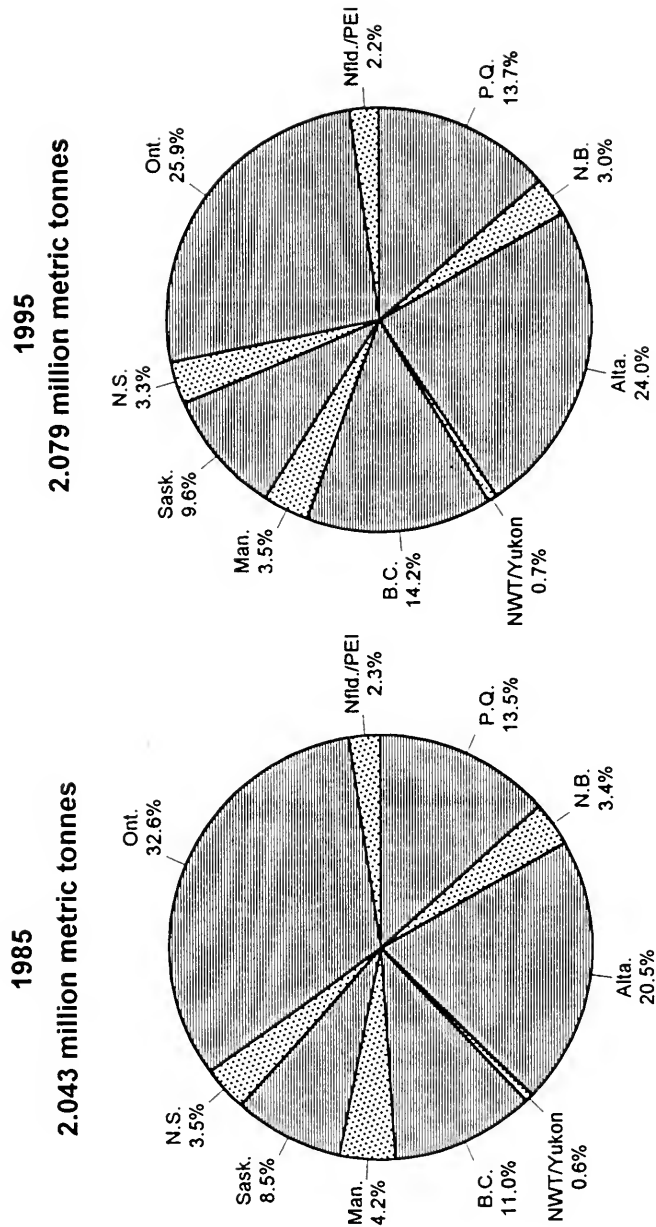 1985
2.043 million metric tonnes
Ont.
32.6%
Nfld./PEI
2.3%
P.Q.
13.5%
N.B.
3.4%
Alta.
20.5%
NWT/Yukon
0.6%
B.C.
11.0%
Man.
4.2%
Sask.
8.5%
N.S.
3.5%
1995
2.079 million metric tonnes
Ont.
25.9%
Nfld./PEI
2.2%
P.Q.
13.7%
N.B.
3.0%
Alta.
24.0%
NWT/Yukon
0.7%
B.C.
14.2%
Man.
3.5%
Sask.
9.6%
N.S.
3.3%